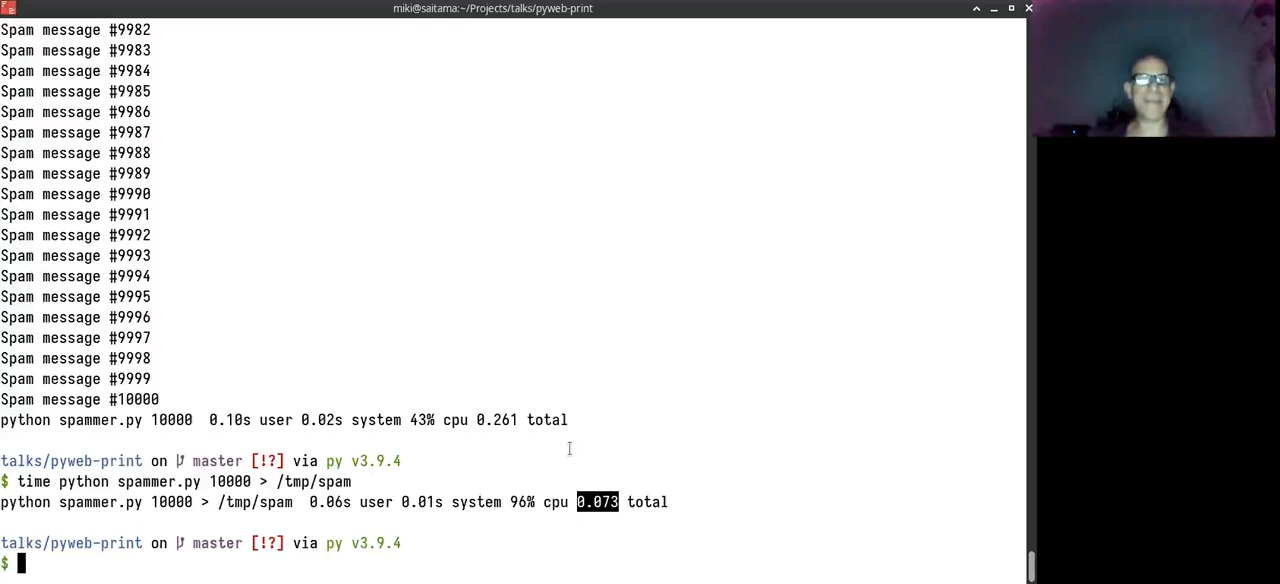 miki@saitama:~/Projects/talks/pyweb-print
Spam message #9982
Spam message #9983
Spam message #9984
Spam message #9985
Spam message #9986
Spam message #9987
Spam message #9988
Spam message #9989
Spam message #9990
Spam message #9991
Spam message #9992
Spam message #9993
Spam message #9994
Spam message #9995
Spam message #9996
Spam message #9997
Spam message #9998
Spam message #9999
Spam message #10000
python spammer.py 10000  0.10s user 0.02s system 43% cpu 0.261 total
talks/pyweb-print on master [!?] via py v3.9.4
$ time python spammer.py 10000 > /tmp/spam
python spammer.py 10000 > /tmp/spam  0.06s user 0.01s system 96% cpu 0.073 total
talks/pyweb-print on master [!?] via py v3.9.4
$